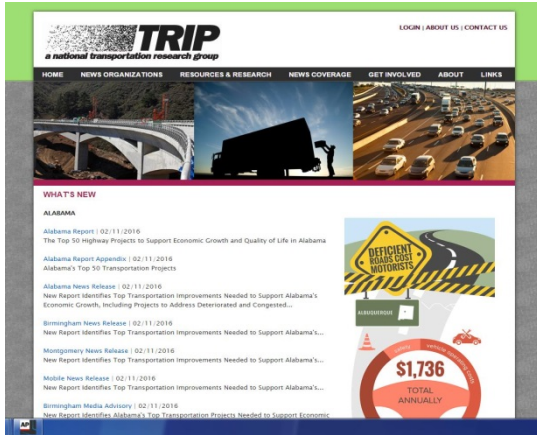 LOGIN | ABOUT US | CONTACT US
TRIP
a national transportation research group
HOME NEWS ORGANIZATIONS RESOURCES & RESEARCH NEWS COVERAGE GET INVOLVED ABOUT LINKS
WHAT'S NEW
ALABAMA
Alabama Report | 02/11/2016
The Top 50 Highway Projects to Support Economic Growth and Quality of Life in Alabama
Alabama Report Appendix | 02/11/2016
Alabama's Top 50 Transportation Projects
Alabama News Release | 02/11/2016
New Report Identifies Top Transportation Improvements Needed to Support Alabama's
Economic Growth, Including Projects to Address Deteriorated and Congested...
Birmingham News Release | 02/11/2016
New Report Identifies Top Transportation Improvements Needed to Support Alabama's...
Montgomery News Release | 02/11/2016
New Report Identifies Top Transportation Improvements Needed to Support Alabama's...
Mobile News Release | 02/11/2016
New Report Identifies Top Transportation Improvements Needed to Support Alabama's...
Birmingham Media Advisory | 02/11/2016
New Report Identifies Alabama's Top Transportation Projects Needed to Support Economic
DEFICIENT
ROADS COST
MOTORISTS
ALBUQUERQUE
safety
vehicle operating costs
$1,736
TOTAL
ANNUALLY
AP